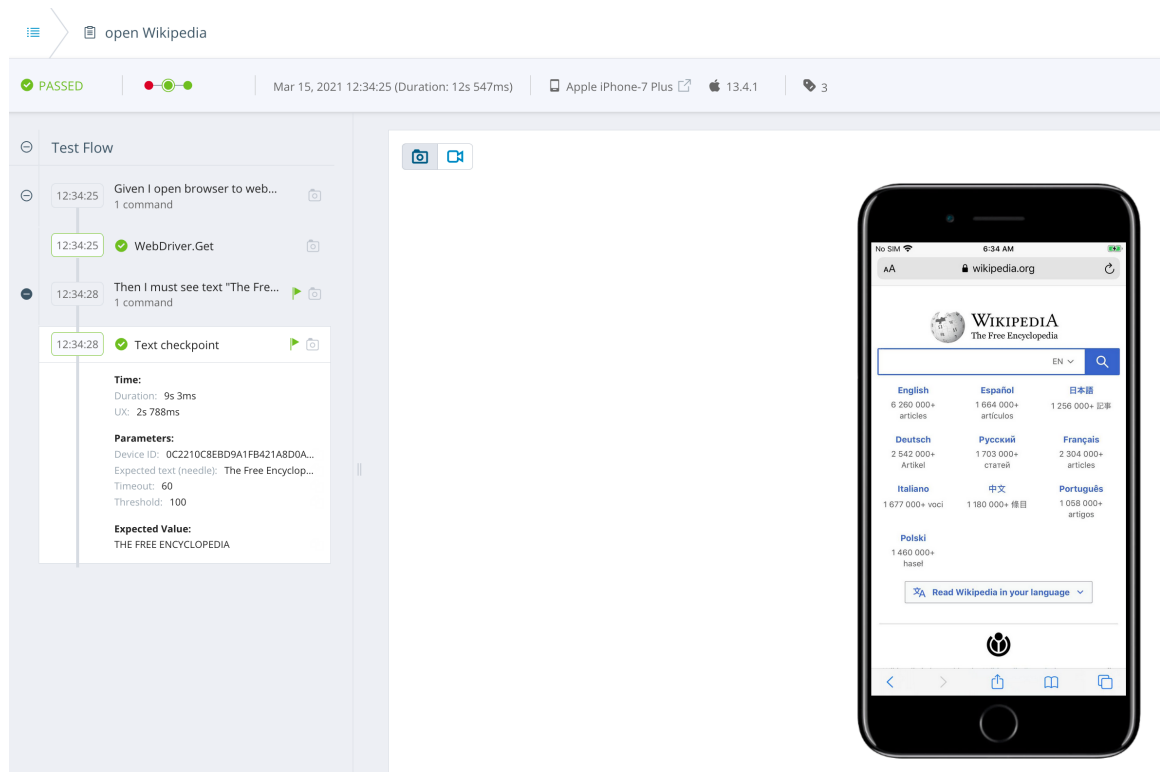 open Wikipedia
PASSED
Mar 15, 2021 12:34:25 (Duration: 12s 547ms)
Apple iPhone-7 Plus
13.4.1
3
Test Flow
12:34:25
Given I open browser to web...
1 command
12:34:25
WebDriver.Get
12:34:28
Then I must see text "The Fre...
1 command
12:34:28
Text checkpoint
Time:
Duration: 9s 3ms
UX: 2s 788ms
Parameters:
Device ID: 0C2210C8EBD9A1FB421A8D0A...
Expected text (needle): The Free Encyclop...
Timeout: 60
Threshold: 100
Expected Value:
THE FREE ENCYCLOPEDIA
No SIM
6:34 AM
AA
wikipedia.org
WIKIPEDIA
The Free Encyclopedia
EN
English
6 260 000+
articles
Español
1 664 000+
artículos
日本語
1 256 000+ 記事
Deutsch
2 542 000+
Artikel
Русский
1 703 000+
статей
Français
2 304 000+
articles
Italiano
1 677 000+ voci
中文
1 180 000+ 條目
Português
1 058 000+
artigos
Polski
1 460 000+
haseł
Read Wikipedia in your language